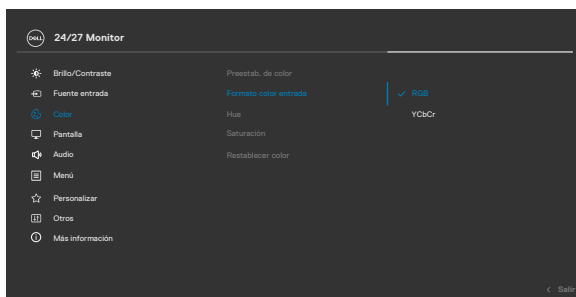 DELL 24/27 Monitor
Brillo/Contraste Preestab. de color
Fuente entrada Formato color entrada RGB
Color Hue YCbCr
Pantalla Saturación
Audio Restablecer color
Menú
Personalizar
Otros
Más información
Salir